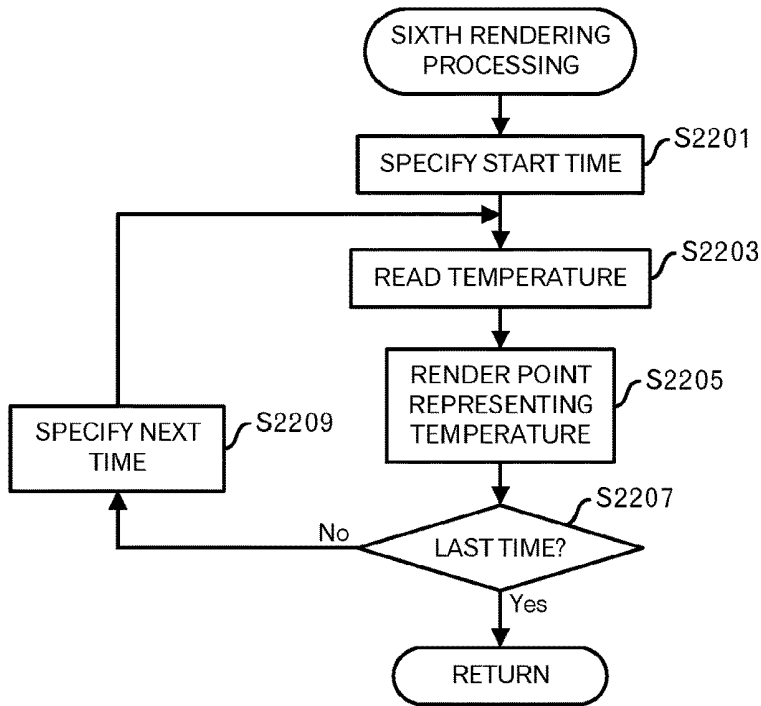 SIXTH RENDERING
PROCESSING
S2201
SPECIFY START TIME
S2203
READ TEMPERATURE
S2205
RENDER POINT
REPRESENTING
TEMPERATURE
S2209
SPECIFY NEXT
TIME
S2207
No
LAST TIME?
Yes
RETURN